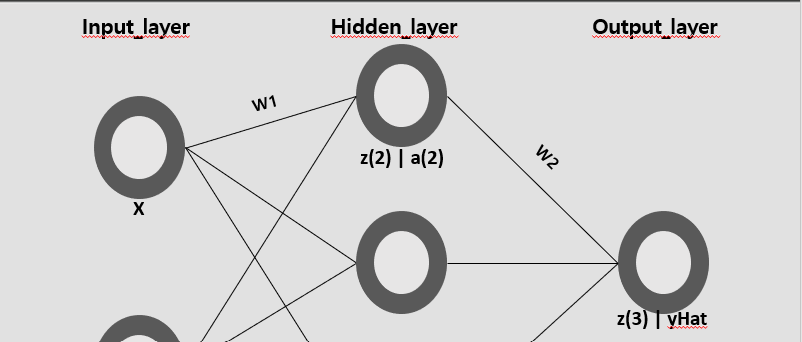 Input_layer
Hidden_layer
Output_layer
W1
W2
z(2) | a(2)
X
z(3) | yHat